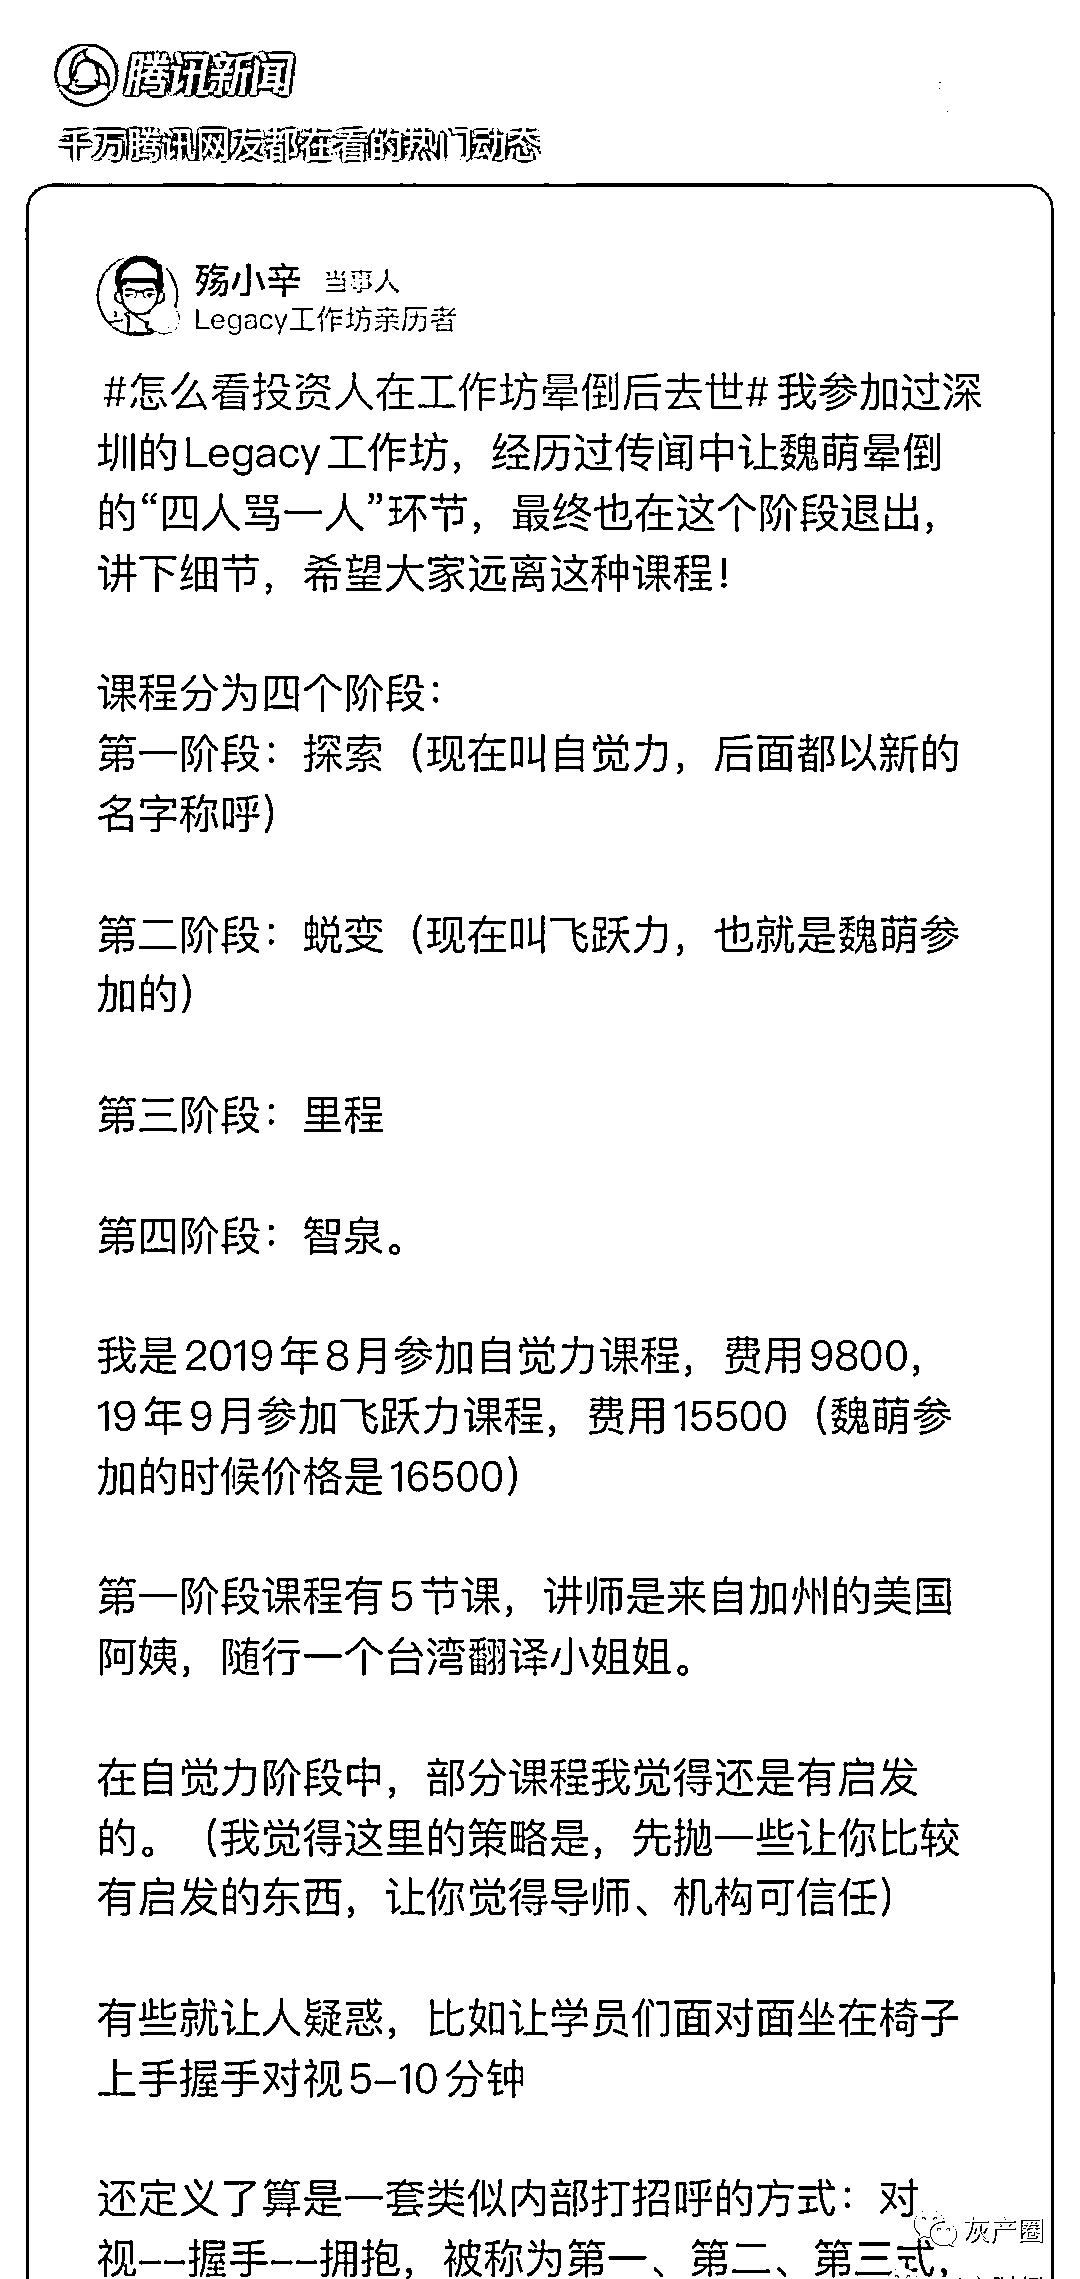 腾讯新闻
千万腾讯网友都在看的热门动态
殇小辛 当事人
Legacy工作坊亲历者
#怎么看投资人在工作坊晕倒后去世# 我参加过深
圳的Legacy工作坊，经历过传闻中让魏萌晕倒
的“四人骂一人”环节，最终也在这个阶段退出，
讲下细节，希望大家远离这种课程！
课程分为四个阶段：
第一阶段：探索（现在叫自觉力，后面都以新的
名字称呼）
第二阶段：蜕变（现在叫飞跃力，也就是魏萌参
加的）
第三阶段：里程
第四阶段：智泉。
我是2019年8月参加自觉力课程，费用9800，
19年9月参加飞跃力课程，费用15500（魏萌参
加的时候价格是16500）
第一阶段课程有5节课，讲师是来自加州的美国
阿姨，随行一个台湾翻译小姐姐。
在自觉力阶段中，部分课程我觉得还是有启发
的。（我觉得这里的策略是，先抛一些让你比较
有启发的东西，让你觉得导师、机构可信任）
有些就让人疑惑，比如让学员们面对面坐在椅子
上手握手对视5-10分钟
还定义了算是一套类似内部打招呼的方式：对
视--握手--拥抱，被称为第一、第二、第三式，
灰产圈